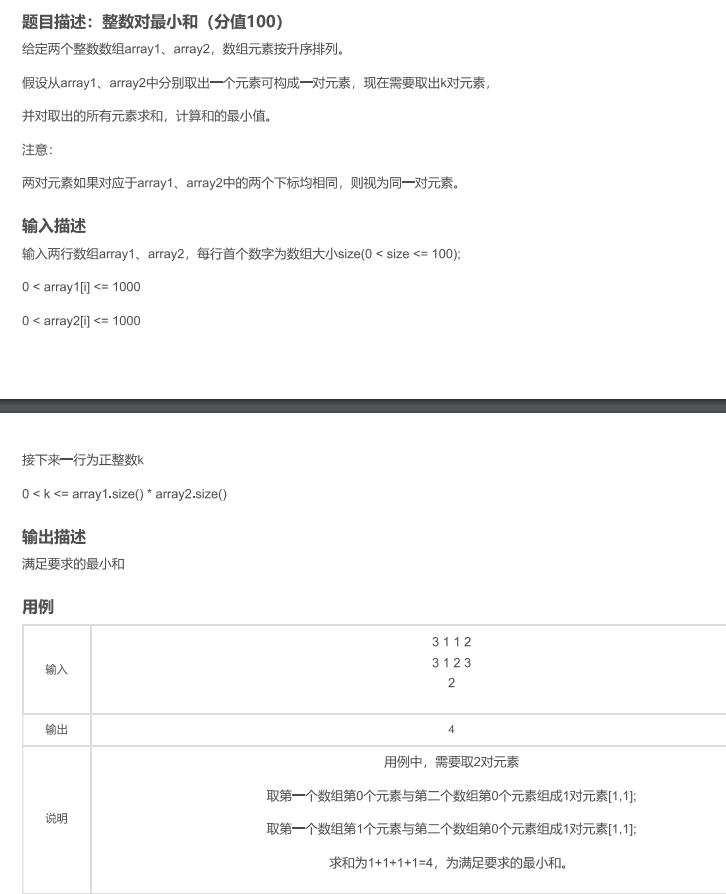 题目描述：整数对最小和（分值100）
给定两个整数数组array1、array2，数组元素按升序排列。
假设从array1、array2中分别取出一个元素可构成一对元素，现在需要取出k对元素，
并对取出的所有元素求和，计算和的最小值。
注意：
两对元素如果对应于array1、array2中的两个下标均相同，则视为同一对元素。
输入描述
输入两行数组array1、array2，每行首个数字为数组大小size(0 < size <= 100);
0 < array1[i] <= 1000
0 < array2[i] <= 1000
接下来一行为正整数k
0 < k <= array1.size() * array2.size()
输出描述
满足要求的最小和
用例
输入
3 1 1 2
3 1 2 3
2
输出
4
说明
用例中，需要取2对元素
取第一个数组第0个元素与第二个数组第0个元素组成1对元素[1,1];
取第一个数组第1个元素与第二个数组第0个元素组成1对元素[1,1];
求和为1+1+1+1=4，为满足要求的最小和。